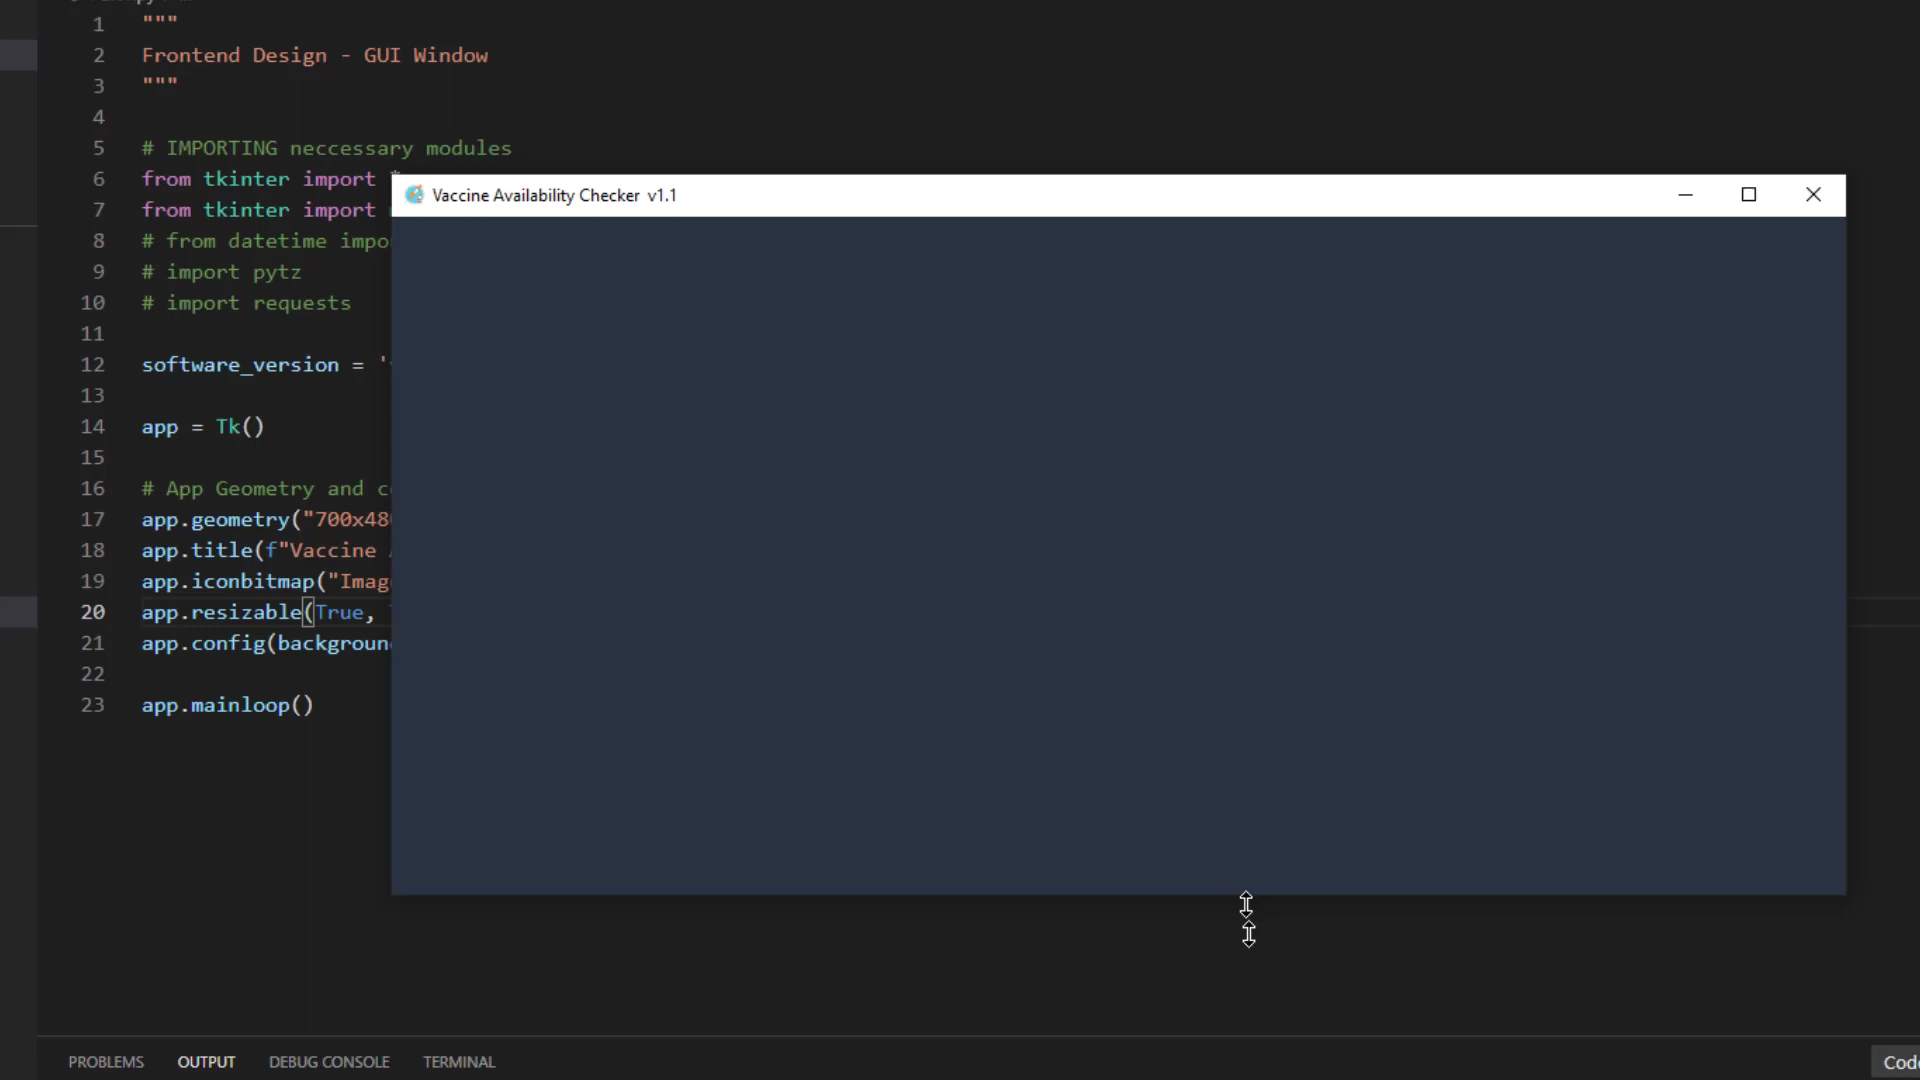 1 """
2 Frontend Design - GUI Window
3 """
4
5 # IMPORTING neccessary modules
6 from tkinter import *
7 from tkinter import
8 # from datetime impo
9 # import pytz
10 # import requests
11
12 software_version = '
13
14 app = Tk()
15
16 # App Geometry and c
17 app.geometry("700x48
18 app.title(f"Vaccine
19 app.iconbitmap("Imag
20 app.resizable(True,
21 app.config(backgroun
22
23 app.mainloop()
Vaccine Availability Checker v1.1
PROBLEMS OUTPUT DEBUG CONSOLE TERMINAL
Code